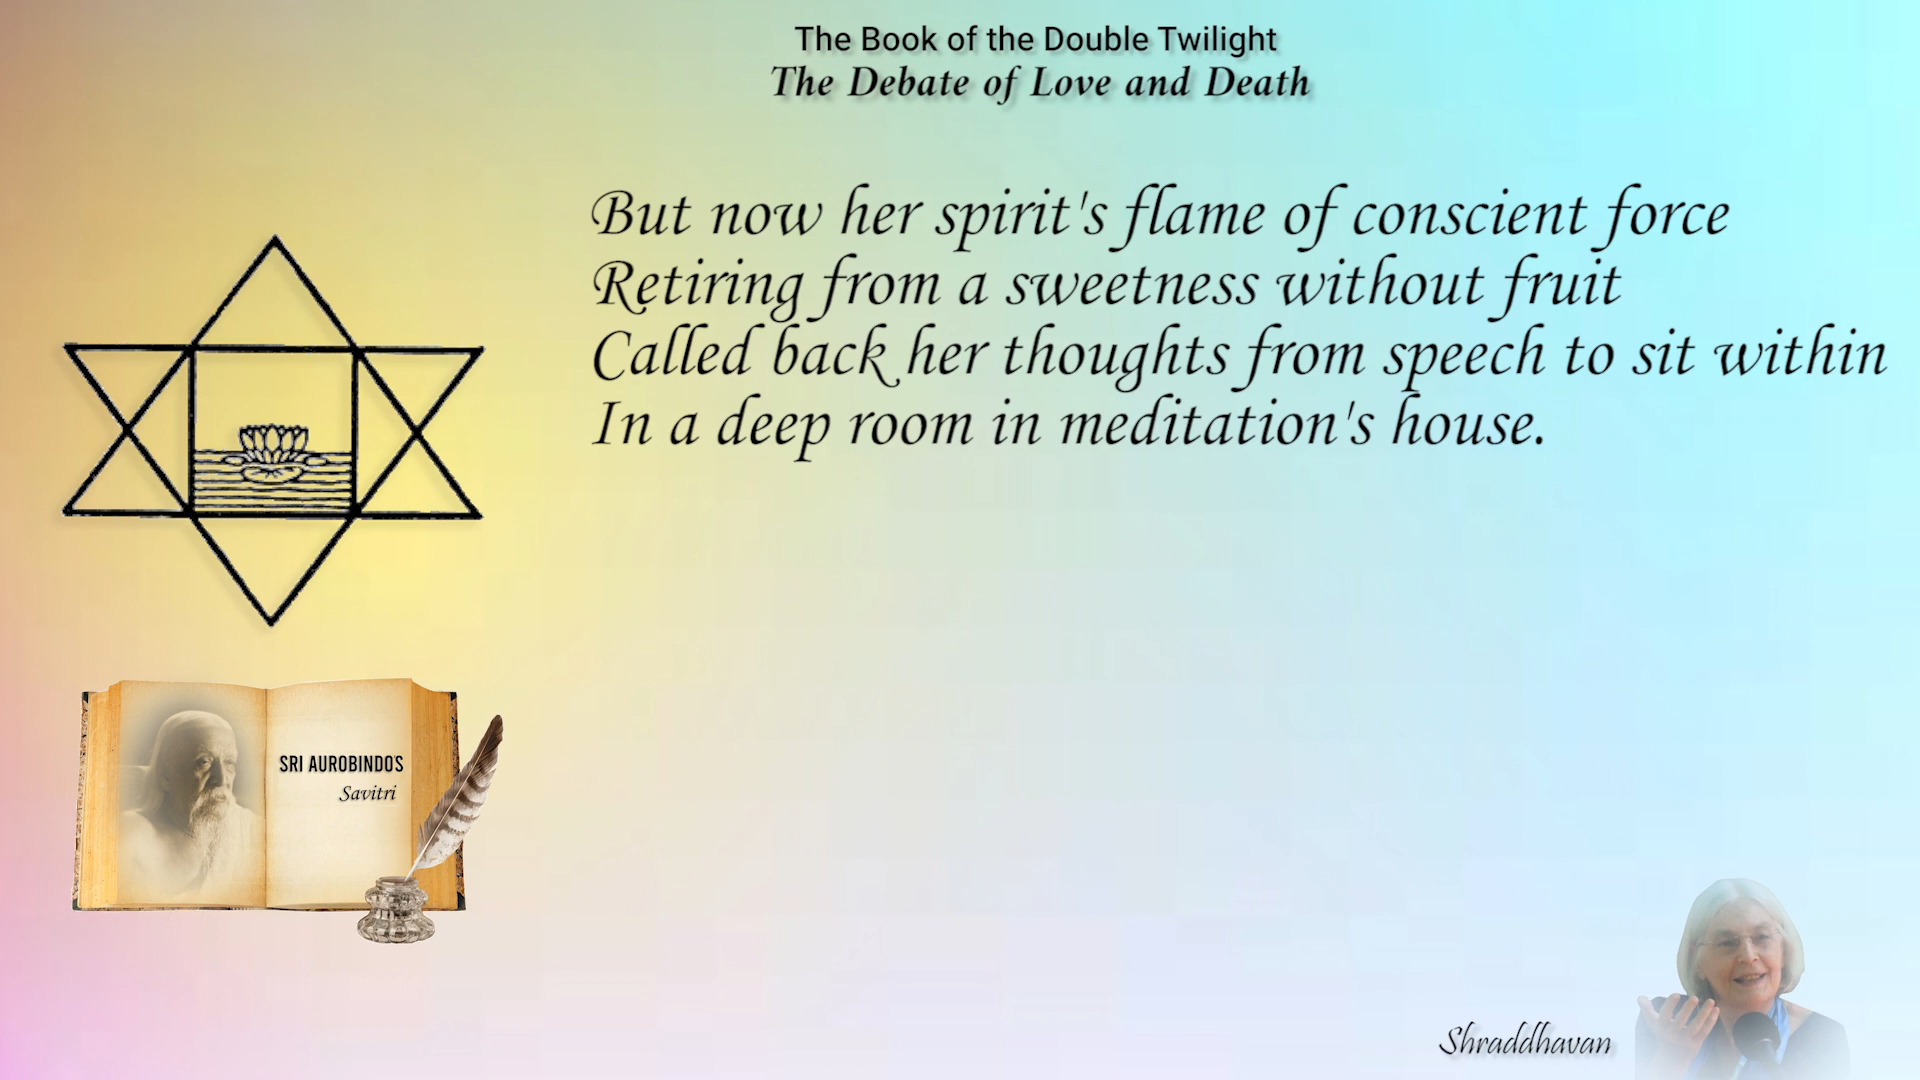 The Book of the Double Twilight
The Debate of Love and Death
But now her spirit's flame of conscient force
Retiring from a sweetness without fruit
Called back her thoughts from speech to sit within
In a deep room in meditation's house.
SRI AUROBINDO'S
Savitri
Shraddhavan